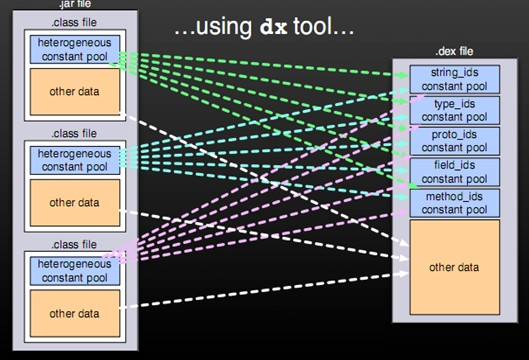 .jar file
...using dx tool...
.class file
heterogeneous
constant pool
other data
.class file
heterogeneous
constant pool
other data
.class file
heterogeneous
constant pool
other data
.dex file
string_ids
constant pool
type_ids
constant pool
proto_ids
constant pool
field_ids
constant pool
method_ids
constant pool
other data